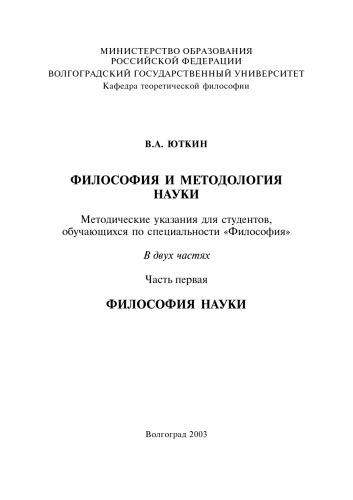 МИНИСТЕРСТВО ОБРАЗОВАНИЯ
РОССИЙСКОЙ ФЕДЕРАЦИИ
ВОЛГОГРАДСКИЙ ГОСУДАРСТВЕННЫЙ УНИВЕРСИТЕТ
Кафедра теоретической философии
В.А. ЮТКИН
ФИЛОСОФИЯ И МЕТОДОЛОГИЯ
НАУКИ
Методические указания для студентов,
обучающихся по специальности «Философия»
В двух частях
Часть первая
ФИЛОСОФИЯ НАУКИ
Волгоград 2003